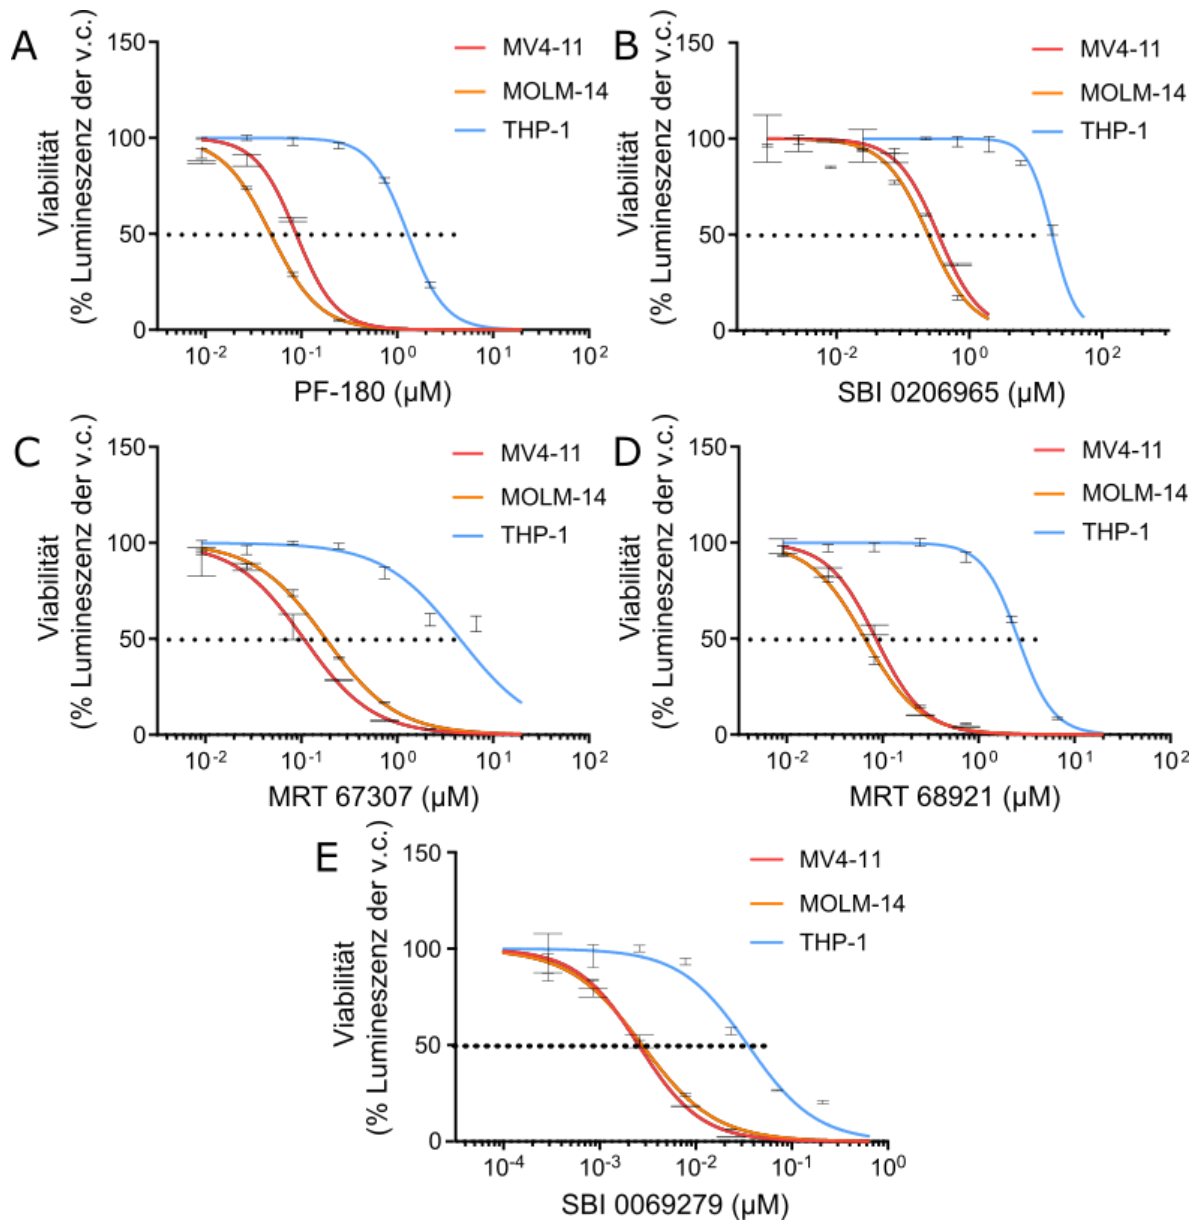 A
Viabilität
(% Lumineszenz der v.c.)
150
100
50
0
MV4-11
MOLM-14
THP-1
10-2 10-1 100 101 102
PF-180 (µM)
B
Viabilität
(% Lumineszenz der v.c.)
150
100
50
0
MV4-11
MOLM-14
THP-1
10-2 100 102
SBI 0206965 (µM)
C
Viabilität
(% Lumineszenz der v.c.)
150
100
50
0
MV4-11
MOLM-14
THP-1
10-2 10-1 100 101 102
MRT 67307 (µM)
D
Viabilität
(% Lumineszenz der v.c.)
150
100
50
0
MV4-11
MOLM-14
THP-1
10-2 10-1 100 101 102
MRT 68921 (µM)
E
Viabilität
(% Lumineszenz der v.c.)
150
100
50
0
MV4-11
MOLM-14
THP-1
10-4 10-3 10-2 10-1 100
SBI 0069279 (µM)